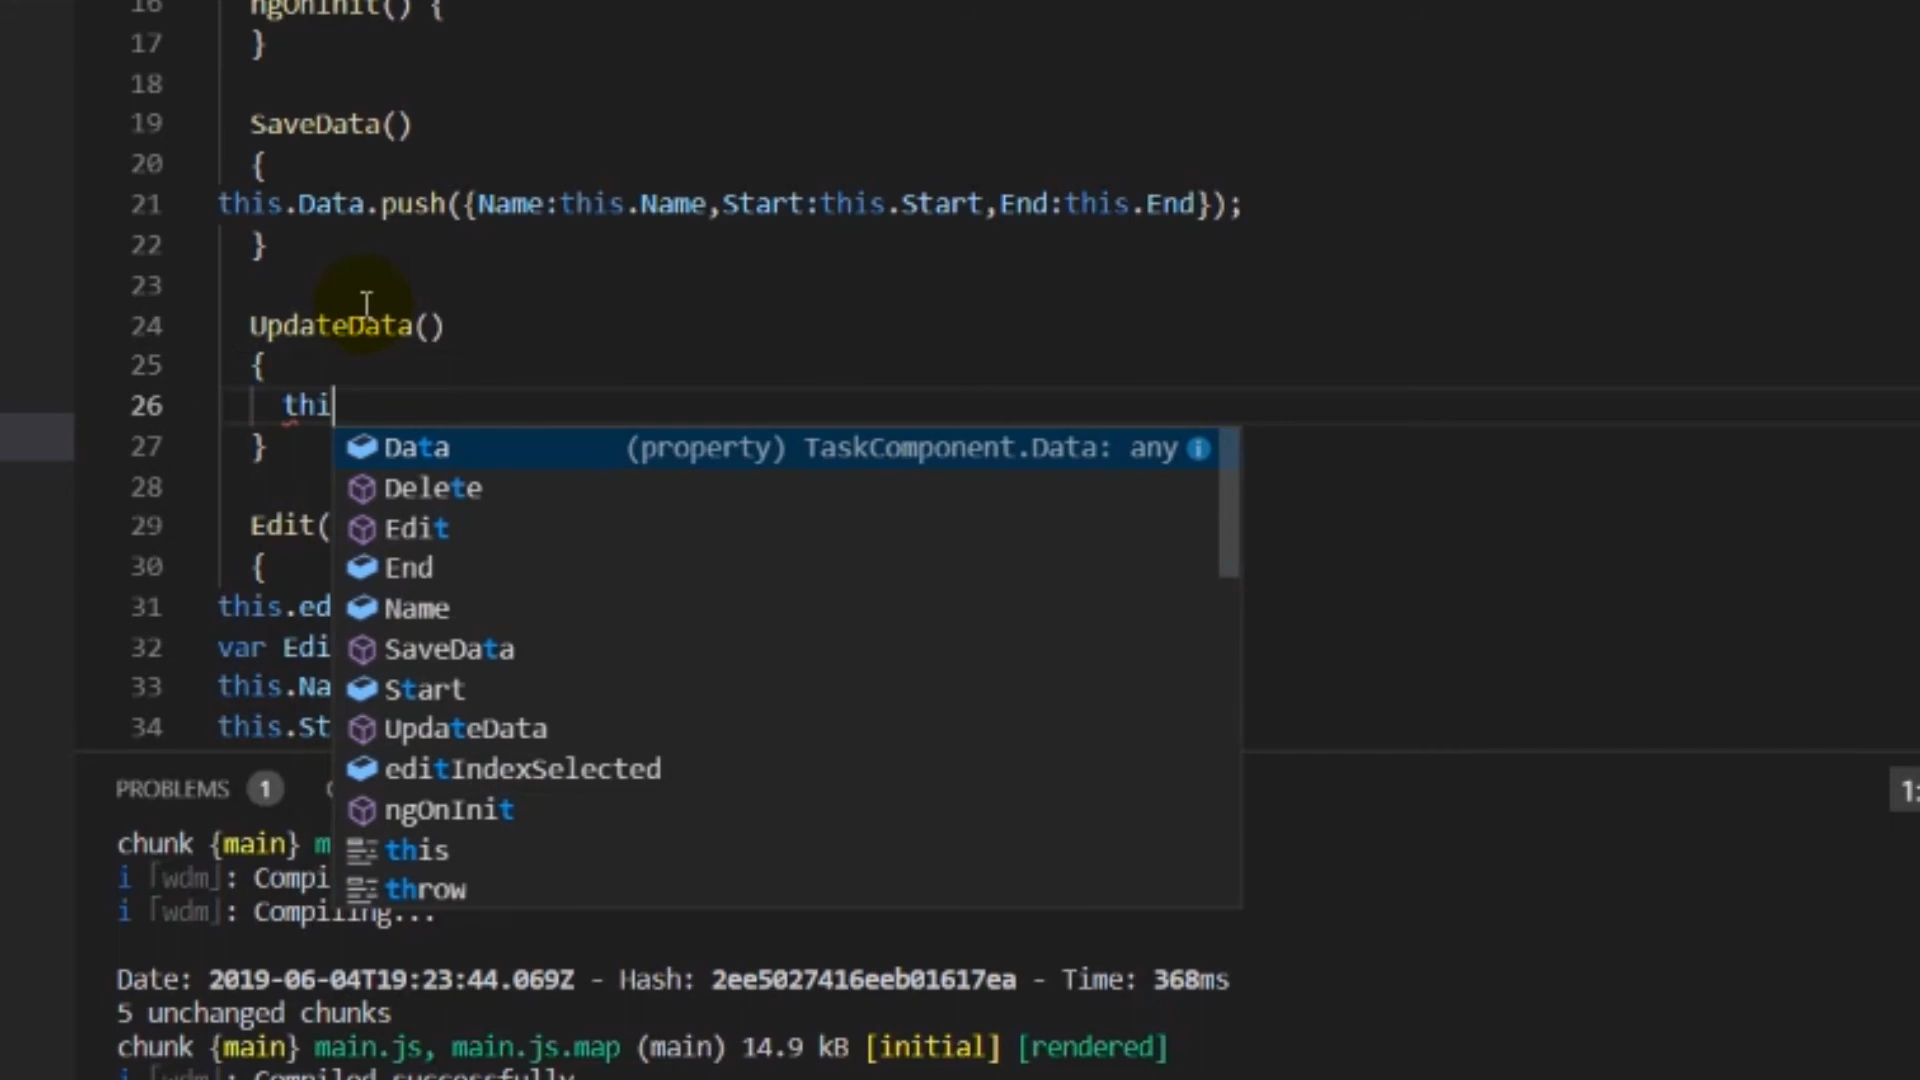 16 ngOnInit() {
17 }
18
19 SaveData()
20 {
21 this.Data.push({Name:this.Name,Start:this.Start,End:this.End});
22 }
23
24 UpdateData()
25 {
26 thi
Data (property) TaskComponent.Data: any
27 }
Delete
28
Edit
29 Edit(
End
30 {
Name
31 this.ed
SaveData
32 var Edi
Start
33 this.Na
UpdateData
34 this.St
editIndexSelected
PROBLEMS 1
1:
ngOnInit
chunk {main} m
this
i ｢wdm｣: Compi
throw
i ｢wdm｣: Compiling...
Date: 2019-06-04T19:23:44.069Z - Hash: 2ee5027416eeb01617ea - Time: 368ms
5 unchanged chunks
chunk {main} main.js, main.js.map (main) 14.9 kB [initial] [rendered]
i ｢wdm｣: Compiled successfully.